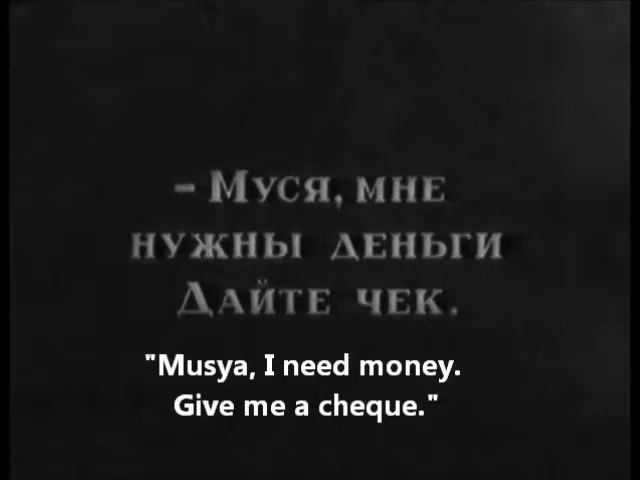 - Муся, мне
нужны деньги
Дайте чек.
"Musya, I need money.
Give me a cheque."